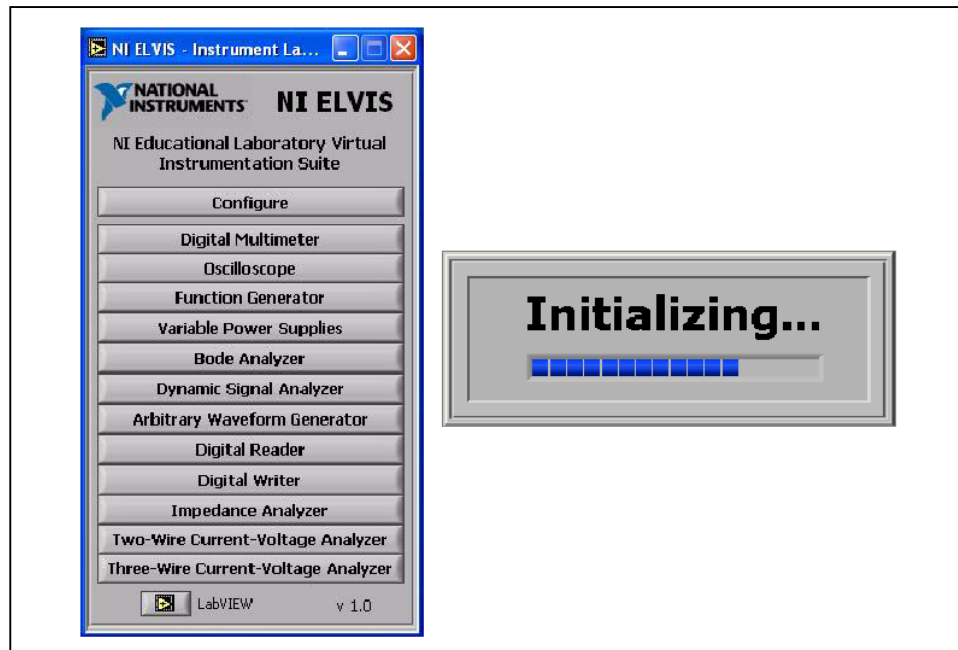 NI ELVIS - Instrument La...
NATIONAL
INSTRUMENTS
NI ELVIS
NI Educational Laboratory Virtual
Instrumentation Suite
Configure
Digital Multimeter
Oscilloscope
Function Generator
Variable Power Supplies
Bode Analyzer
Dynamic Signal Analyzer
Arbitrary Waveform Generator
Digital Reader
Digital Writer
Impedance Analyzer
Two-Wire Current-Voltage Analyzer
Three-Wire Current-Voltage Analyzer
LabVIEW
v 1.0
Initializing...